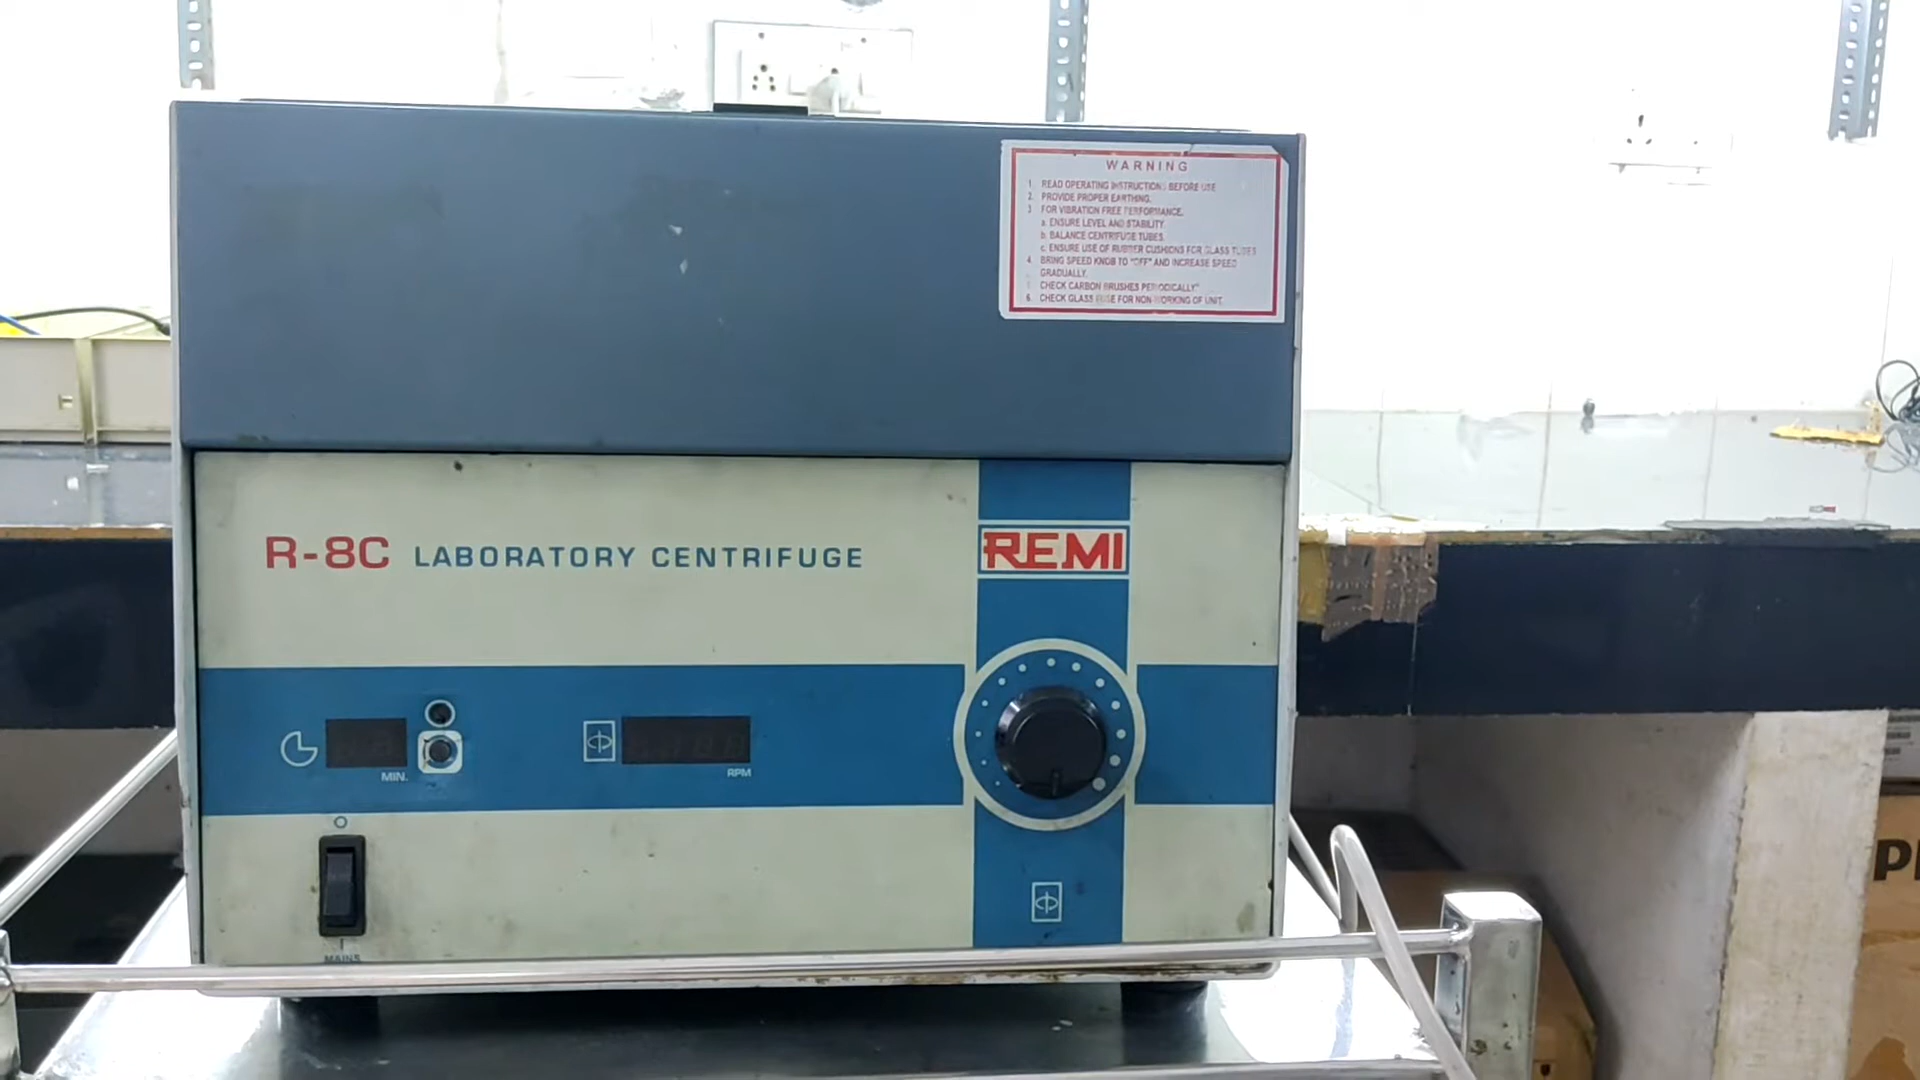 WARNING
1. READ OPERATING INSTRUCTIONS BEFORE USE
2. PROVIDE PROPER EARTHING.
3 FOR VIBRATION FREE PERFORMANCE.
a. ENSURE LEVEL AND STABILITY
b. BALANCE CENTRIFUGE TUBES.
c. ENSURE USE OF RUBBER CUSHIONS FOR GLASS TUBES
4. BRING SPEED KNOB TO "OFF" AND INCREASE SPEED
GRADUALLY.
CHECK CARBON BRUSHES PERIODICALLY"
6. CHECK GLASS FUSE FOR NON WORKING OF UNIT.
R-8C LABORATORY CENTRIFUGE
REMI
MIN.
RPM
MAINS